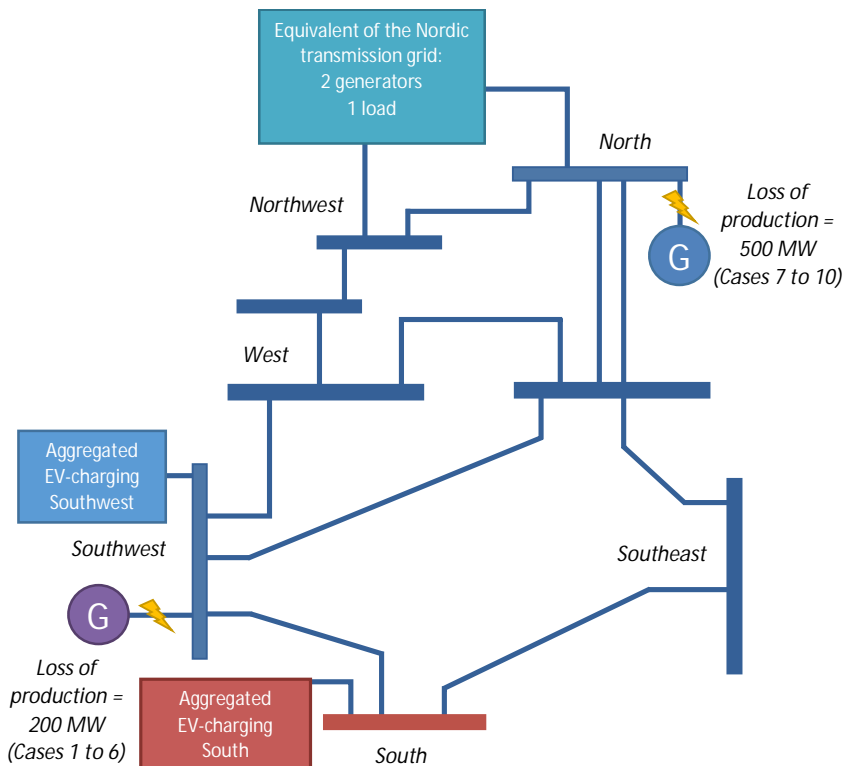 Equivalent of the Nordic
transmission grid:
2 generators
1 load
North
Northwest
Loss of
production =
500 MW
(Cases 7 to 10)
G
West
Aggregated
EV-charging
Southwest
Southwest
Southeast
G
Loss of
production =
200 MW
(Cases 1 to 6)
Aggregated
EV-charging
South
South